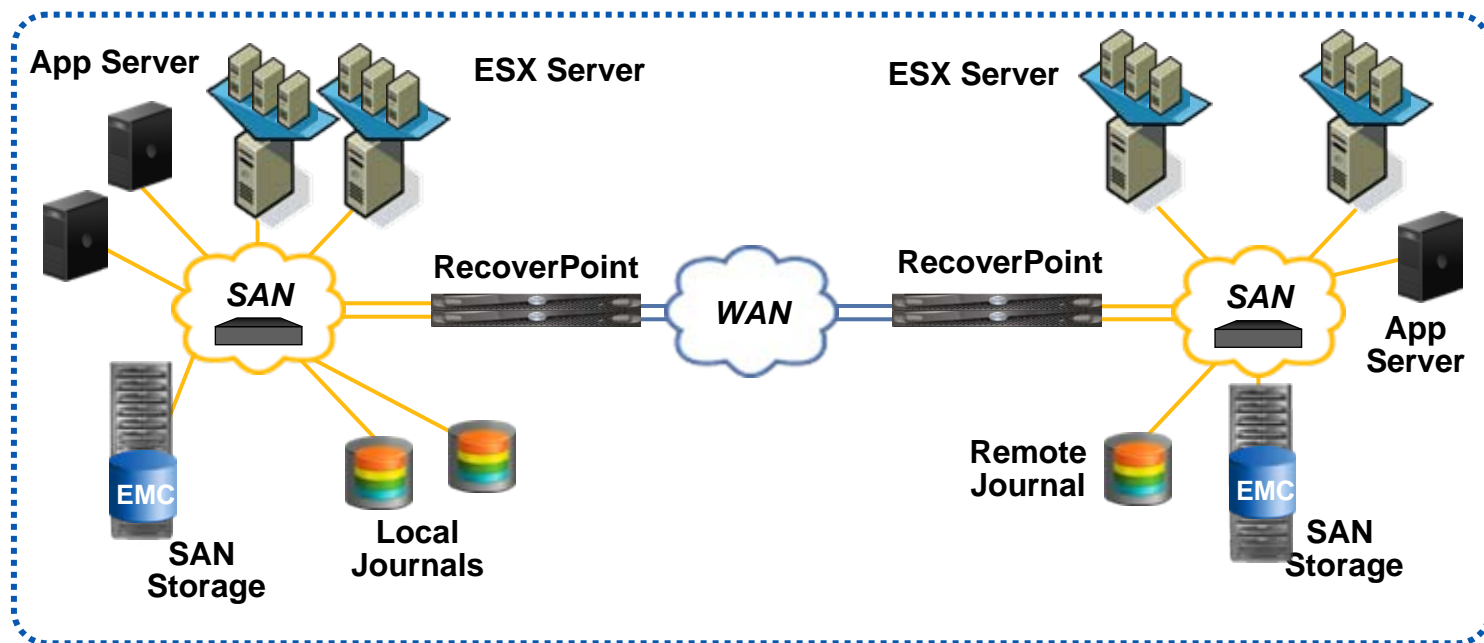 App Server
ESX Server
ESX Server
RecoverPoint
RecoverPoint
SAN
WAN
SAN
App
Server
Remote
Journal
EMC
EMC
Local
Journals
SAN
Storage
SAN
Storage